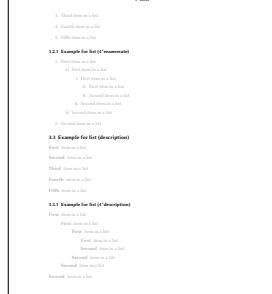 3. Third item in a list
4. Fourth item in a list
5. Fifth item in a list
3.2.1 Example for list (4*enumerate)
1. First item in a list
a) First item in a list
i. First item in a list
A. First item in a list
B. Second item in a list
ii. Second item in a list
b) Second item in a list
2. Second item in a list
3.3 Example for list (description)
First item in a list
Second item in a list
Third item in a list
Fourth item in a list
Fifth item in a list
3.3.1 Example for list (4*description)
First item in a list
First item in a list
First item in a list
First item in a list
Second item in a list
Second item in a list
Second item in a list
Second item in a list